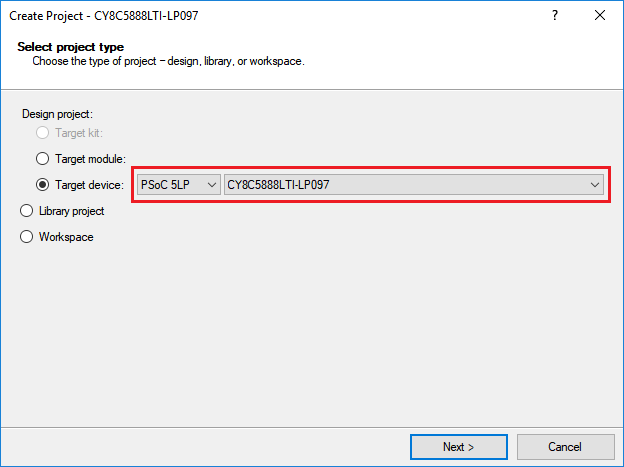 Create Project - CY8C5888LTI-LP097
?
Select project type
Choose the type of project - design, library, or workspace.
Design project:
Target kit:
Target module:
Target device: PSoC 5LP CY8C5888LTI-LP097
Library project
Workspace
Next > Cancel